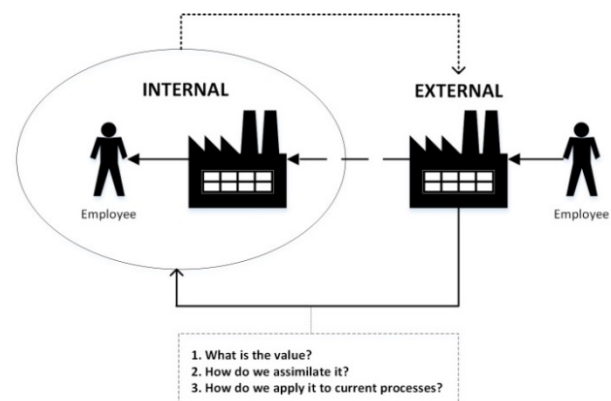 INTERNAL
EXTERNAL
Employee
Employee
1. What is the value?
2. How do we assimilate it?
3. How do we apply it to current processes?